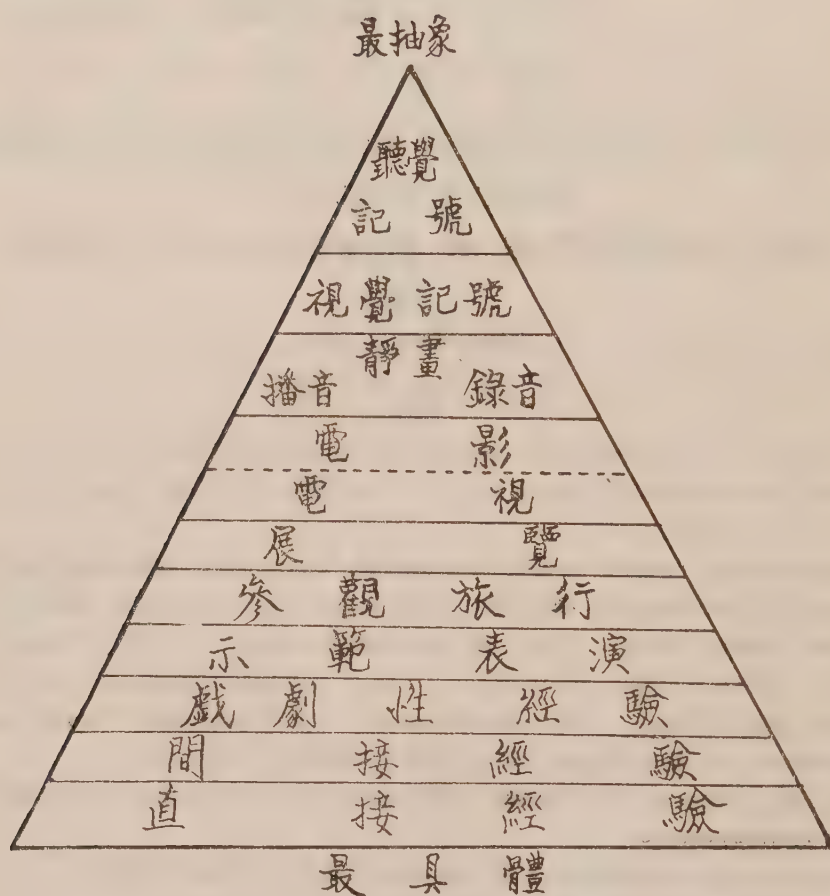 最抽象
聽覺
記號
視覺記號
靜畫
播音 錄音
電影
電視
展覽
參觀旅行
示範表演
戲劇性經驗
間接經驗
直接經驗
最具體